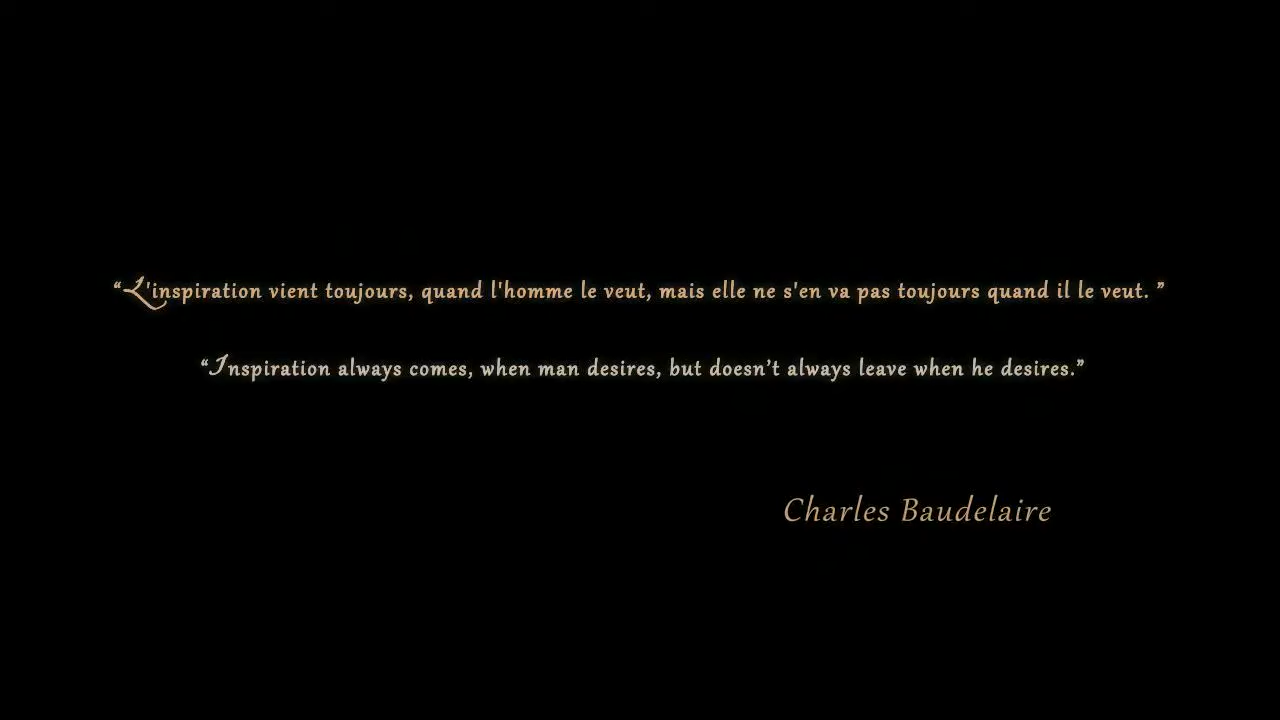 “L'inspiration vient toujours, quand l'homme le veut, mais elle ne s'en va pas toujours quand il le veut. ”
“Inspiration always comes, when man desires, but doesn’t always leave when he desires.”
Charles Baudelaire